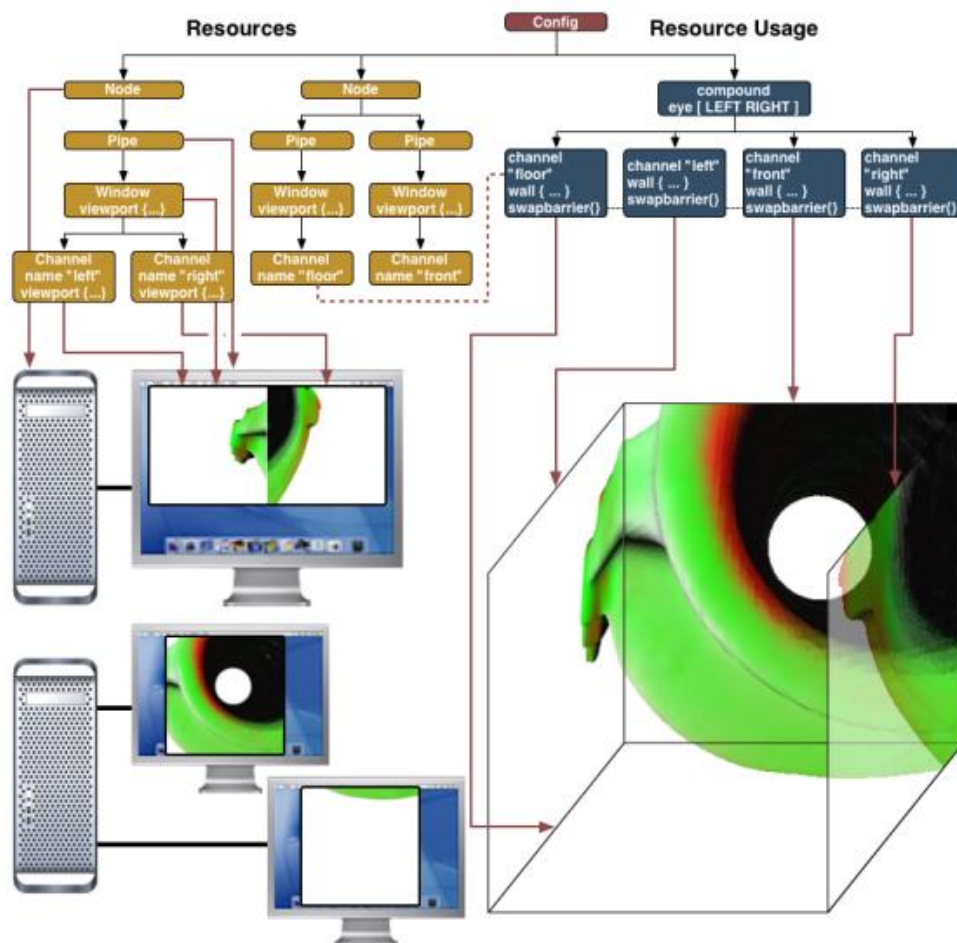 Resources
Config
Resource Usage
Node
Node
compound
eye [ LEFT RIGHT ]
Pipe
Pipe
Pipe
channel
"floor"
wall { ... }
swapbarrier{}
channel "left"
wall { ... }
swapbarrier{}
channel
"front"
wall { ... }
swapbarrier{}
channel
"right"
wall { ... }
swapbarrier{}
Window
viewport {...}
Window
viewport {...}
Window
viewport {...}
Channel
name "left"
viewport {...}
Channel
name "right"
viewport {...}
Channel
name "floor"
Channel
name "front"